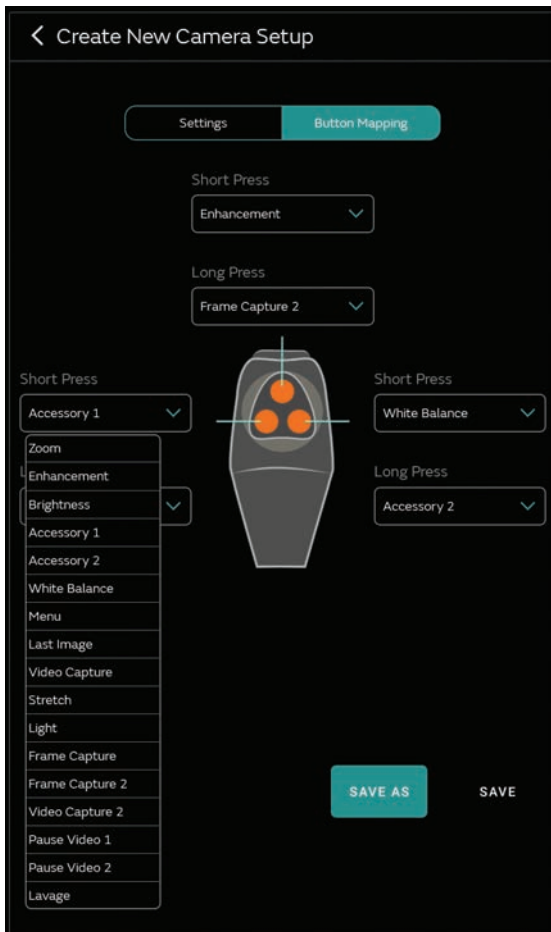 Create New Camera Setup
Settings
Button Mapping
Short Press
Enhancement
Long Press
Frame Capture 2
Short Press
Accessory 1
Short Press
White Balance
Zoom
Enhancement
Brightness
Accessory 1
Accessory 2
White Balance
Menu
Last Image
Video Capture
Stretch
Light
Frame Capture
Frame Capture 2
Video Capture 2
Pause Video 1
Pause Video 2
Lavage
Long Press
Accessory 2
SAVE AS
SAVE